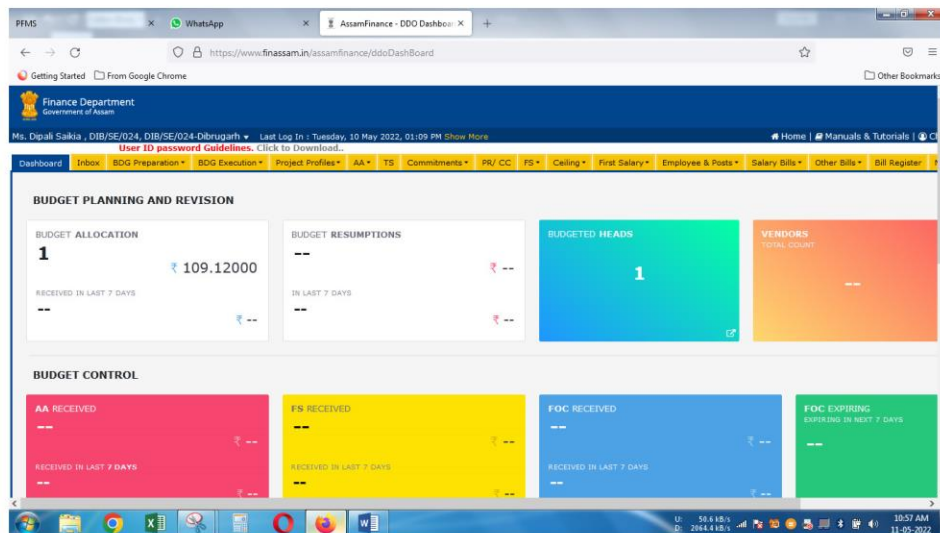 PFMS
WhatsApp
AssamFinance - DDO Dashboar
https://www.finassam.in/assamfinance/ddoDashBoard
Getting Started From Google Chrome Other Bookmarks
Finance Department
Government of Assam
Ms. Dipali Saikia , DIB/SE/024, DIB/SE/024-Dibrugarh Last Log In : Tuesday, 10 May 2022, 01:09 PM Show More Home | Manuals & Tutorials | Ch
User ID password Guidelines. Click to Download..
Dashboard Inbox BDG Preparation BDG Execution Project Profiles AA TS Commitments PR/ CC FS Ceiling First Salary Employee & Posts Salary Bills Other Bills Bill Register
BUDGET PLANNING AND REVISION
BUDGET ALLOCATION
1
₹ 109.12000
RECEIVED IN LAST 7 DAYS
--
₹ --
BUDGET RESUMPTIONS
--
₹ --
IN LAST 7 DAYS
--
₹ --
BUDGETED HEADS
1
VENDORS
TOTAL COUNT
--
BUDGET CONTROL
AA RECEIVED
--
₹ --
RECEIVED IN LAST 7 DAYS
--
₹ --
FS RECEIVED
--
₹ --
RECEIVED IN LAST 7 DAYS
--
₹ --
FOC RECEIVED
--
₹ --
RECEIVED IN LAST 7 DAYS
--
₹ --
FOC EXPIRING
EXPIRING IN NEXT 7 DAYS
--
U: 50.6 kB/s
D: 2064.4 kB/s
10:57 AM
11-05-2022